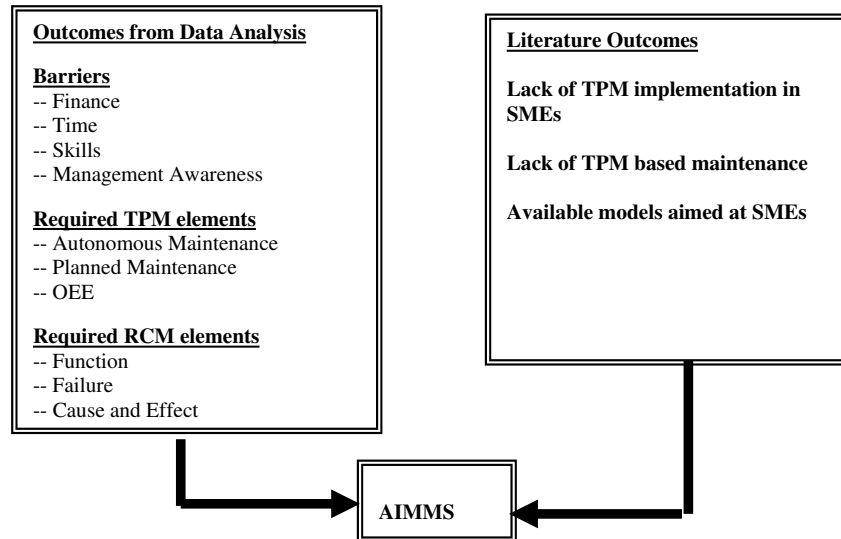 Outcomes from Data Analysis
Barriers
-- Finance
-- Time
-- Skills
-- Management Awareness
Required TPM elements
-- Autonomous Maintenance
-- Planned Maintenance
-- OEE
Required RCM elements
-- Function
-- Failure
-- Cause and Effect
Literature Outcomes
Lack of TPM implementation in
SMEs
Lack of TPM based maintenance
Available models aimed at SMEs
AIMMS